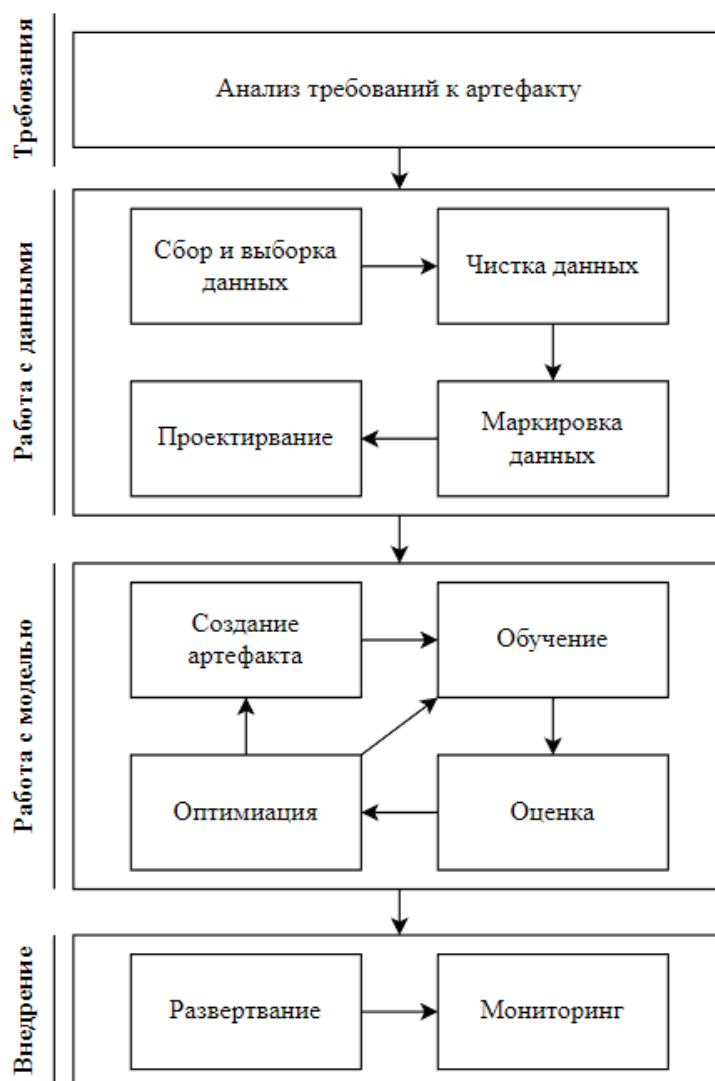 Требования
Анализ требований к артефакту
Работа с данными
Сбор и выборка
данных
Чистка данных
Проектирвание
Маркировка
данных
Работа с моделью
Создание
артефакта
Обучение
Оптимиация
Оценка
Внедрение
Развертвание
Мониторинг